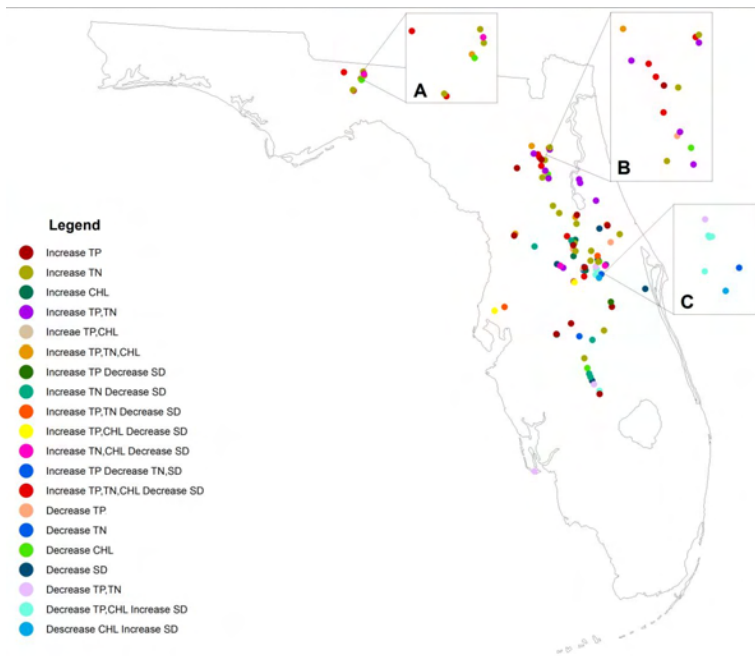 A
B
C
Legend
Increase TP
Increase TN
Increase CHL
Increase TP,TN
Increae TP,CHL
Increase TP,TN,CHL
Increase TP Decrease SD
Increase TN Decrease SD
Increase TP,TN Decrease SD
Increase TP,CHL Decrease SD
Increase TN,CHL Decrease SD
Increase TP Decrease TN,SD
Increase TP,TN,CHL Decrease SD
Decrease TP
Decrease TN
Decrease CHL
Decrease SD
Decrease TP,TN
Decrease TP,CHL Increase SD
Descrease CHL Increase SD